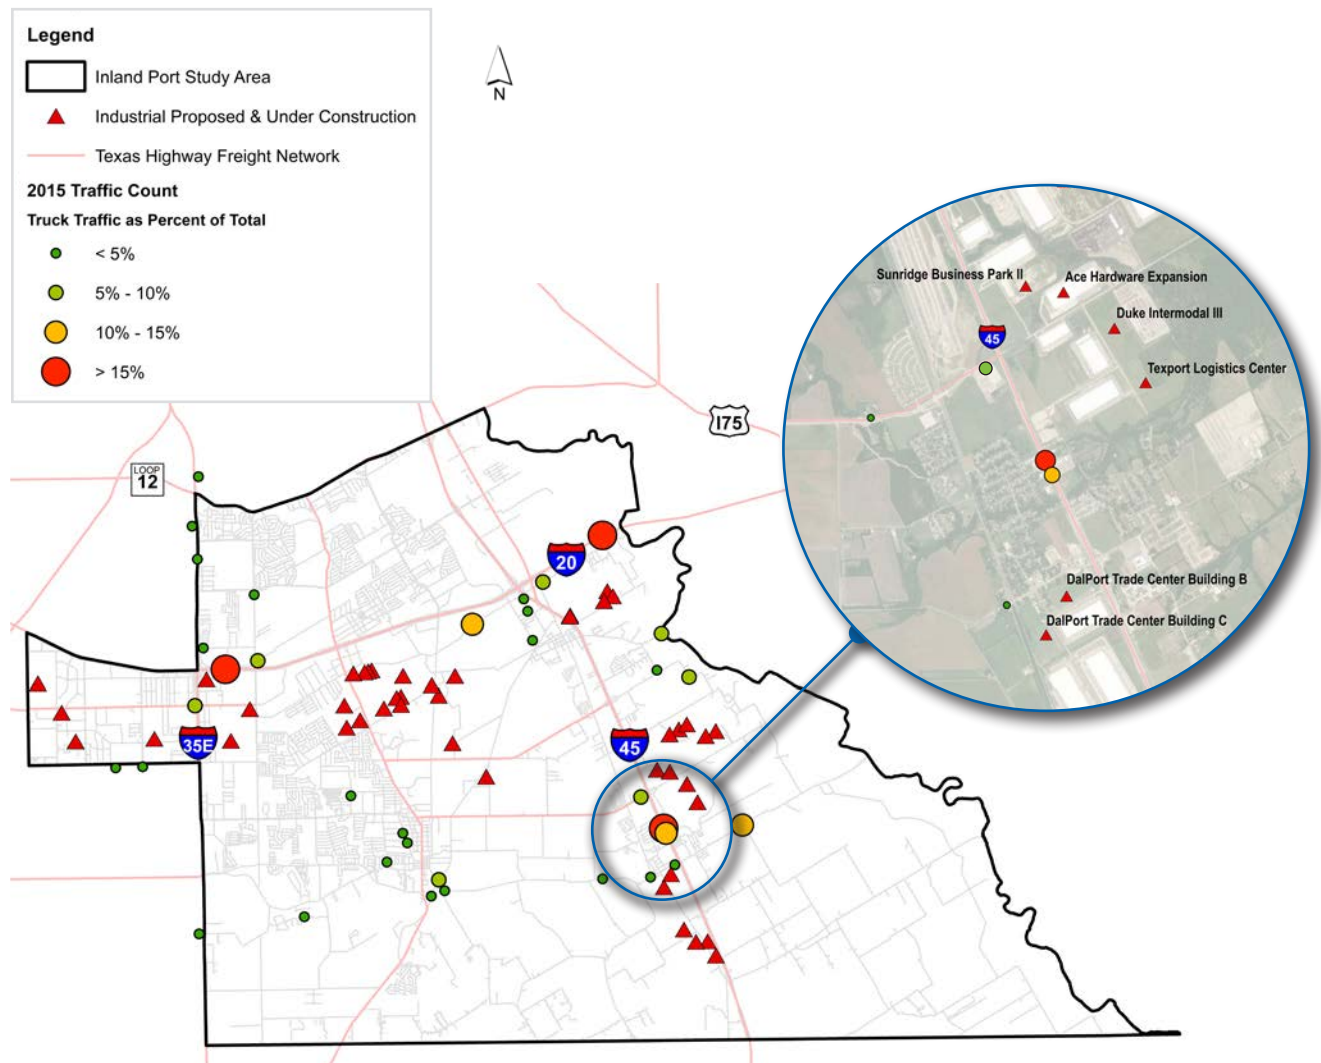 Legend
Inland Port Study Area
Industrial Proposed & Under Construction
Texas Highway Freight Network
2015 Traffic Count
Truck Traffic as Percent of Total
< 5%
5% - 10%
10% - 15%
> 15%
N
Sunridge Business Park II
Ace Hardware Expansion
Duke Intermodal III
45
Texport Logistics Center
I75
LOOP
12
20
DalPort Trade Center Building B
DalPort Trade Center Building C
35E
45